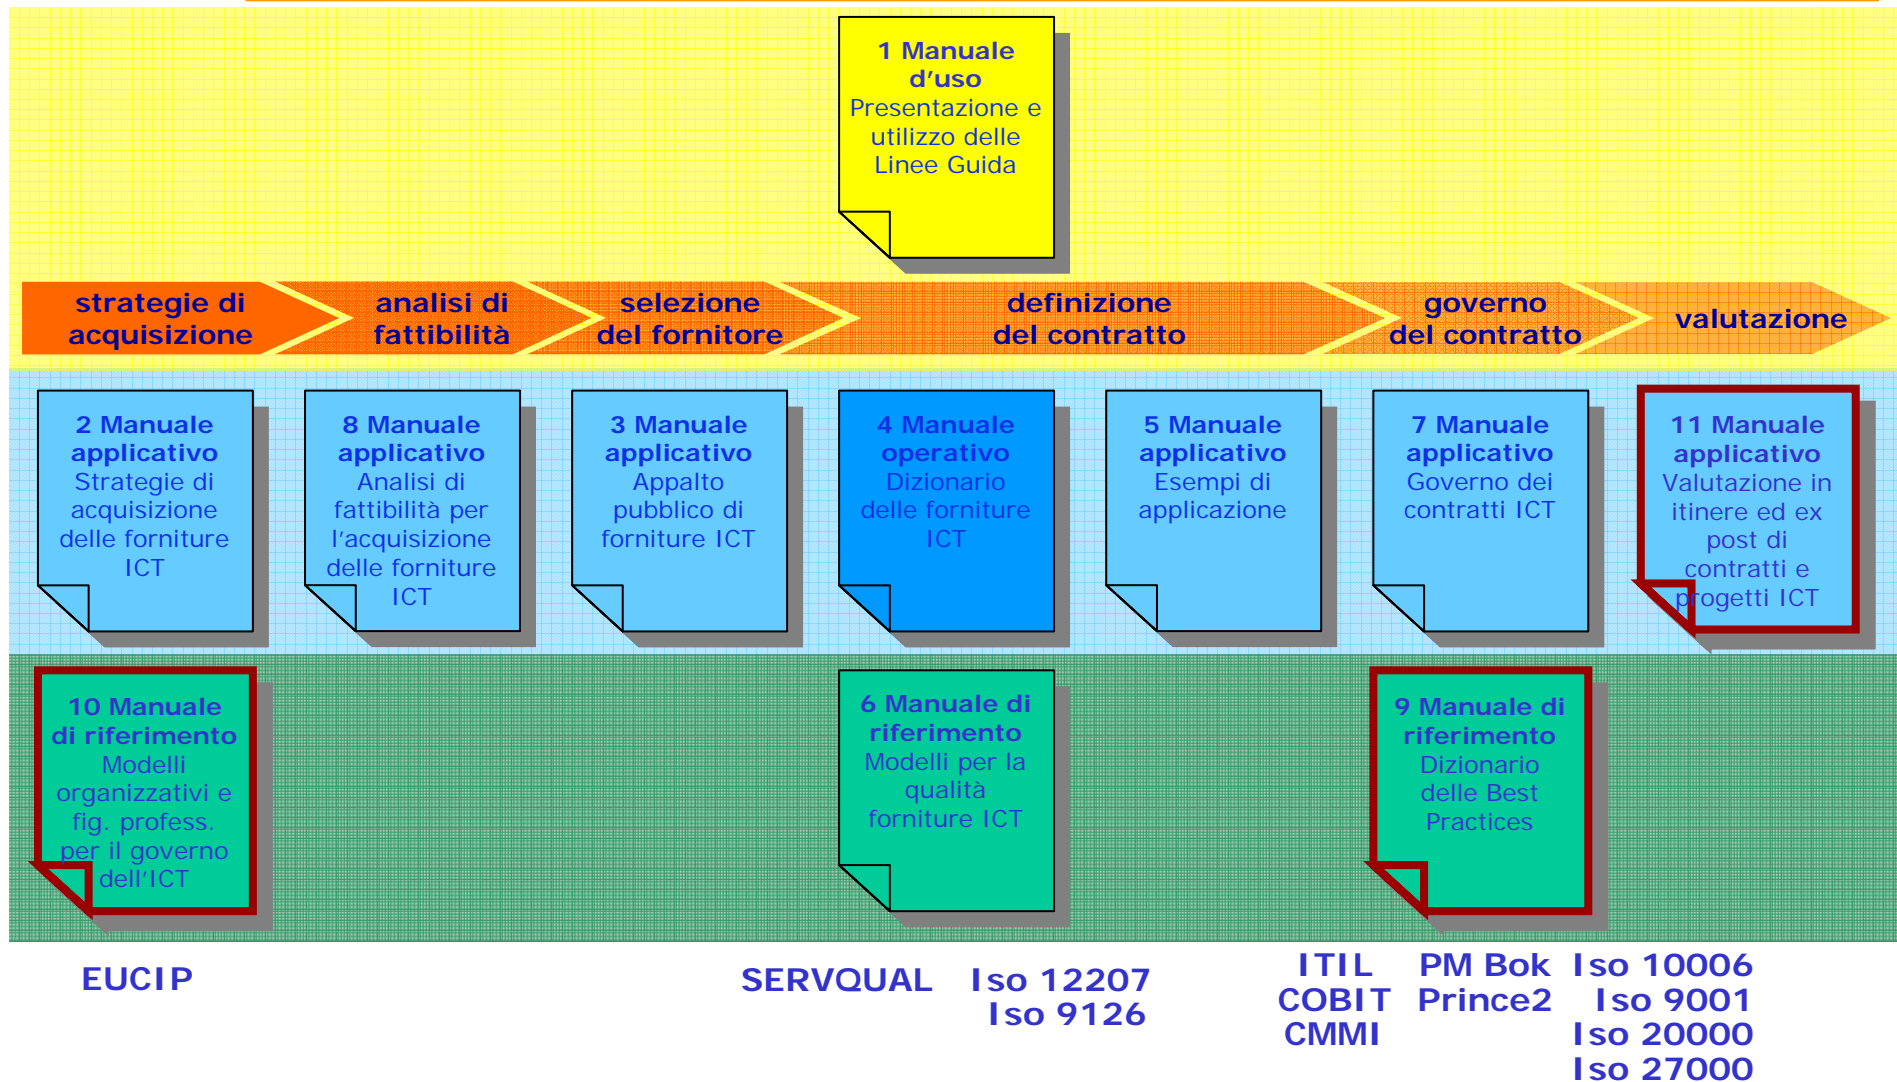 1 Manuale
d'uso
Presentazione e
utilizzo delle
Linee Guida
strategie di
acquisizione
analisi di
fattibilità
selezione
del fornitore
definizione
del contratto
governo
del contratto
valutazione
2 Manuale
applicativo
Strategie di
acquisizione
delle forniture
ICT
8 Manuale
applicativo
Analisi di
fattibilità per
l'acquisizione
delle forniture
ICT
3 Manuale
applicativo
Appalto
pubblico di
forniture ICT
4 Manuale
operativo
Dizionario
delle forniture
ICT
5 Manuale
applicativo
Esempi di
applicazione
7 Manuale
applicativo
Governo dei
contratti ICT
11 Manuale
applicativo
Valutazione in
itinere ed ex
post di
contratti e
progetti ICT
10 Manuale
di riferimento
Modelli
organizzativi e
fig. profess.
per il governo
dell'ICT
6 Manuale di
riferimento
Modelli per la
qualità
forniture ICT
9 Manuale di
riferimento
Dizionario
delle Best
Practices
EUCIP
SERVQUAL Iso 12207
Iso 9126
ITIL PM Bok Iso 10006
COBIT Prince2 Iso 9001
CMMI Iso 20000
Iso 27000